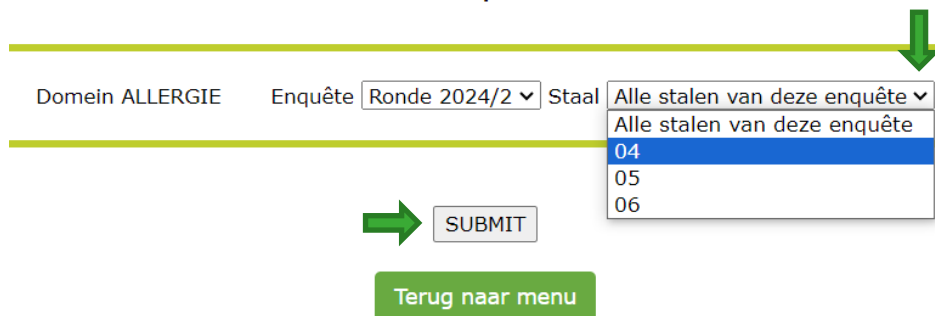 Domein ALLERGIE Enquête Ronde 2024/2 Staal Alle stalen van deze enquête
Alle stalen van deze enquête
04
05
06
SUBMIT
Terug naar menu